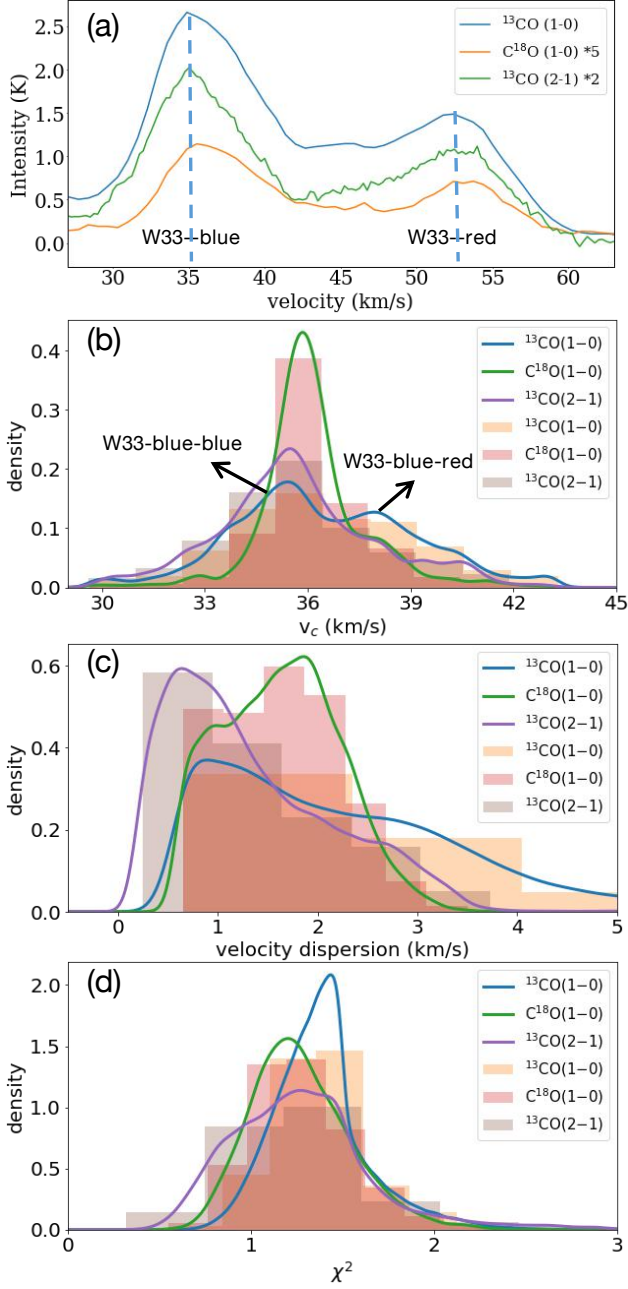 (a)
¹³CO (1-0)
C¹⁸O (1-0) *5
¹³CO (2-1) *2
Intensity (K)
2.5
2.0
1.5
1.0
0.5
0.0
W33-blue
W33-red
30 35 40 45 50 55 60
velocity (km/s)
(b)
¹³CO(1−0)
C¹⁸O(1−0)
¹³CO(2−1)
¹³CO(1−0)
C¹⁸O(1−0)
¹³CO(2−1)
W33-blue-blue
W33-blue-red
density
0.4
0.3
0.2
0.1
0.0
30 33 36 39 42 45
v_c (km/s)
(c)
¹³CO(1−0)
C¹⁸O(1−0)
¹³CO(2−1)
¹³CO(1−0)
C¹⁸O(1−0)
¹³CO(2−1)
density
0.6
0.4
0.2
0.0
0 1 2 3 4 5
velocity dispersion (km/s)
(d)
¹³CO(1−0)
C¹⁸O(1−0)
¹³CO(2−1)
¹³CO(1−0)
C¹⁸O(1−0)
¹³CO(2−1)
density
2.0
1.5
1.0
0.5
0.0
0 1 2 3
χ²